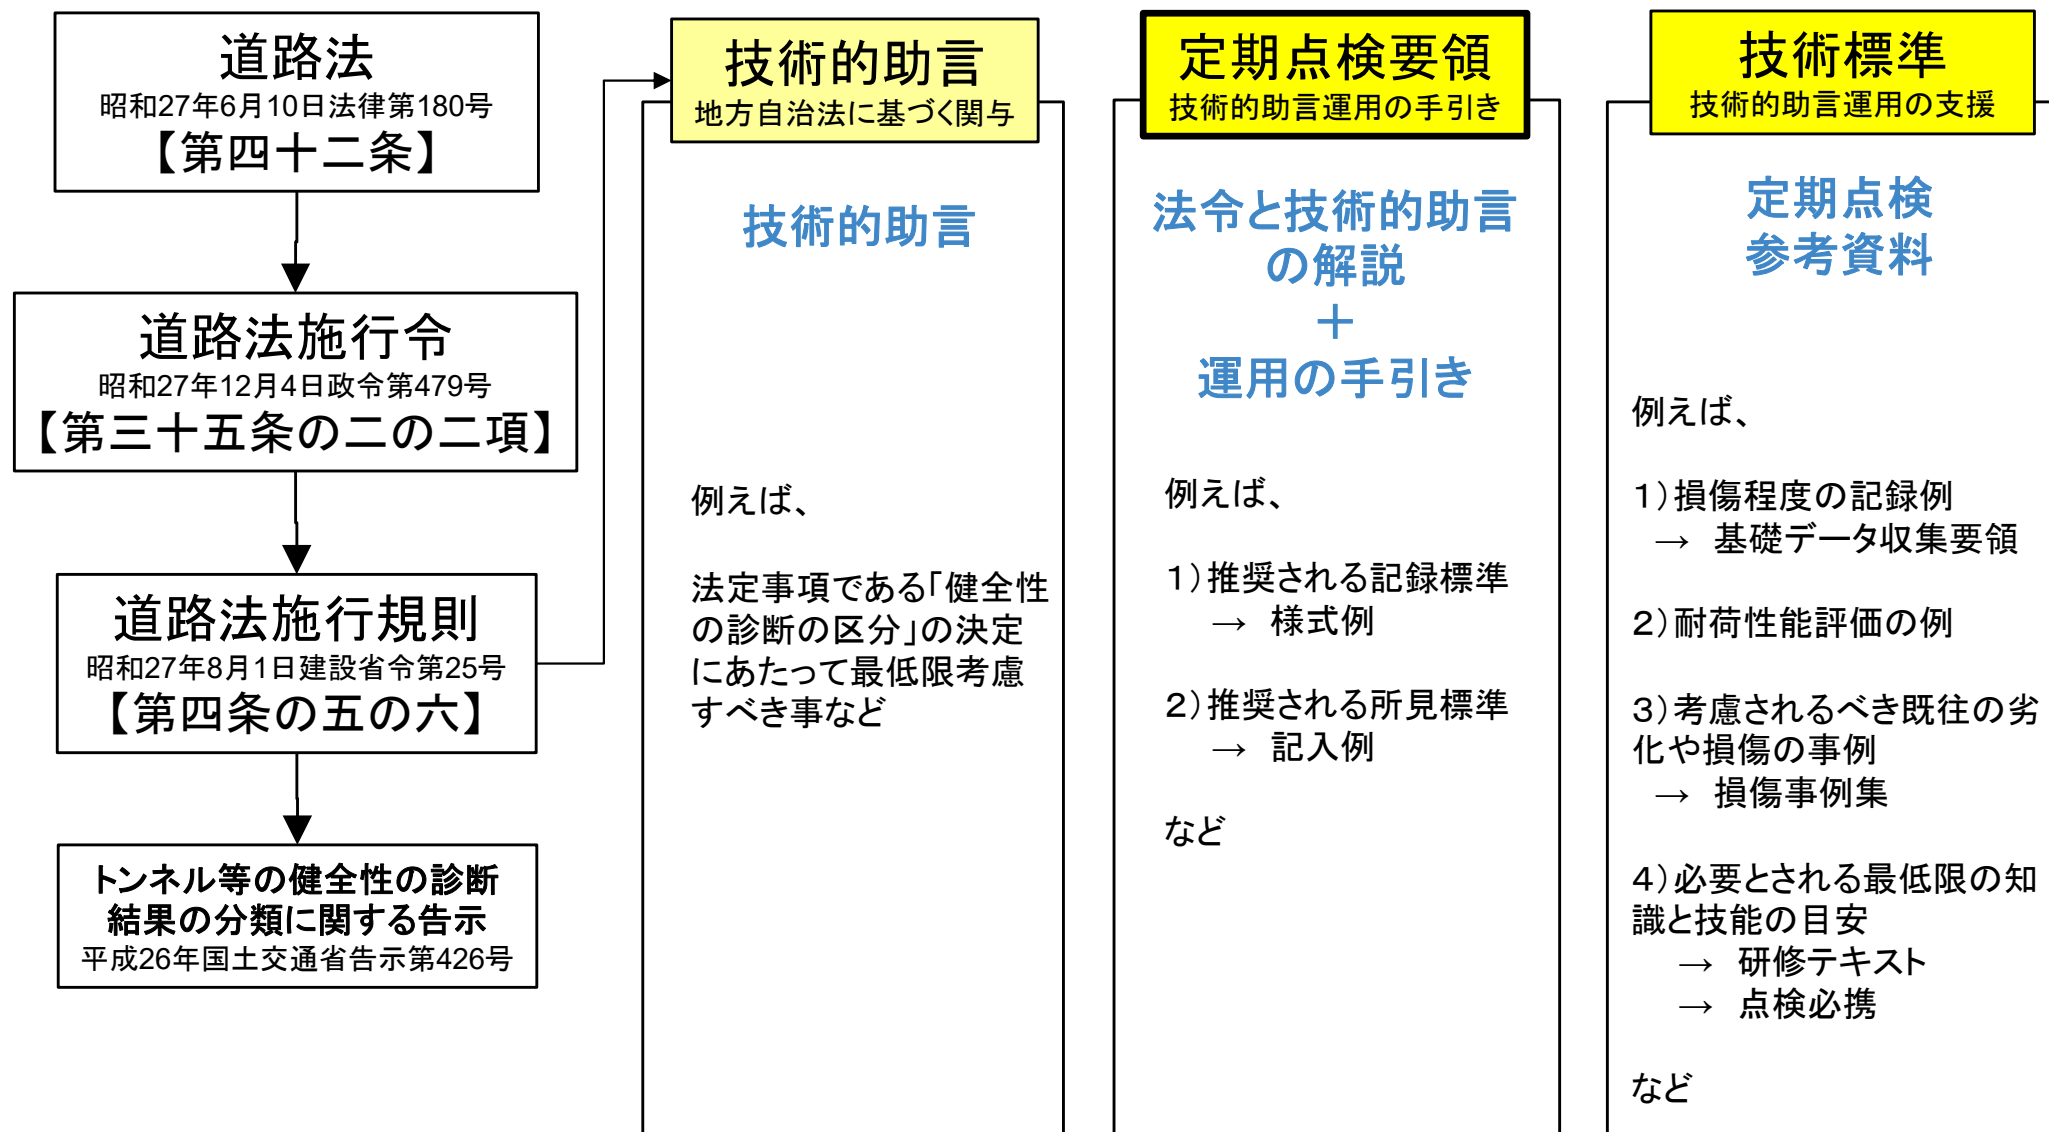 道路法
昭和27年6月10日法律第180号
【第四十二条】
道路法施行令
昭和27年12月4日政令第479号
【第三十五条の二の二項】
道路法施行規則
昭和27年8月1日建設省令第25号
【第四条の五の六】
トンネル等の健全性の診断
結果の分類に関する告示
平成26年国土交通省告示第426号
技術的助言
地方自治法に基づく関与
技術的助言
例えば、
法定事項である「健全性
の診断の区分」の決定
にあたって最低限考慮
すべき事など
定期点検要領
技術的助言運用の手引き
法令と技術的助言
の解説
＋
運用の手引き
例えば、
１）推奨される記録標準
→ 様式例
２）推奨される所見標準
→ 記入例
など
技術標準
技術的助言運用の支援
定期点検
参考資料
例えば、
１）損傷程度の記録例
→ 基礎データ収集要領
２）耐荷性能評価の例
３）考慮されるべき既往の劣
化や損傷の事例
→ 損傷事例集
４）必要とされる最低限の知
識と技能の目安
→ 研修テキスト
→ 点検必携
など